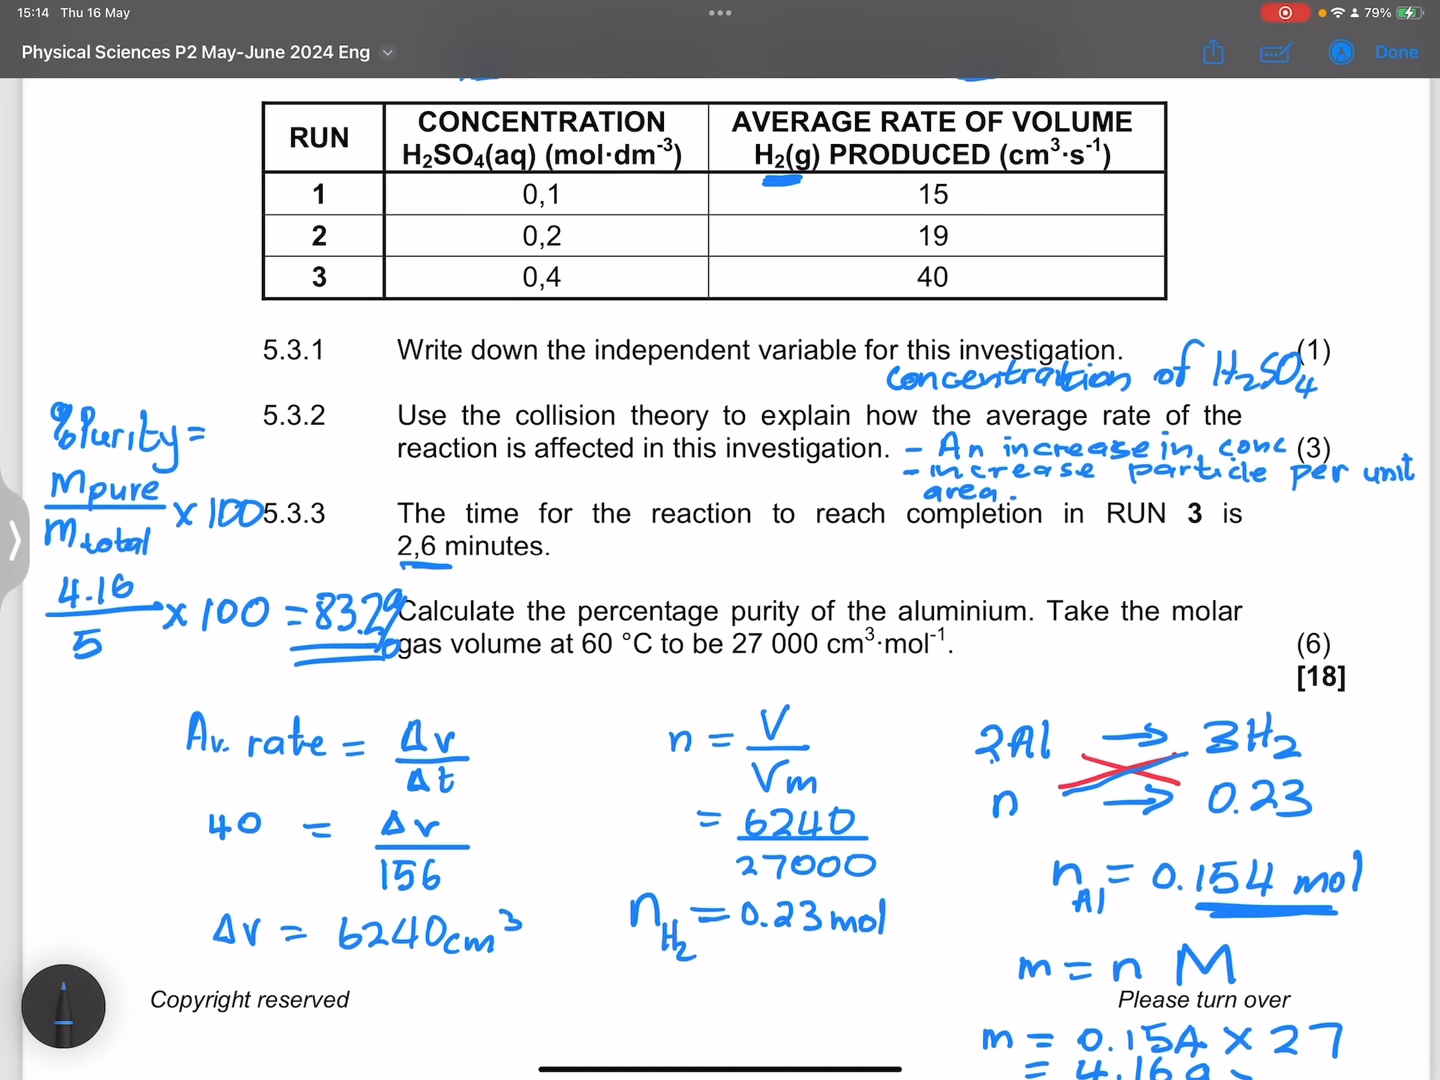 15:14 Thu 16 May
79%
Physical Sciences P2 May-June 2024 Eng
Done
RUN CONCENTRATION H₂SO₄(aq) (mol·dm⁻³) AVERAGE RATE OF VOLUME H₂(g) PRODUCED (cm³·s⁻¹)
1 0,1 15
2 0,2 19
3 0,4 40
5.3.1 Write down the independent variable for this investigation. (1)
concentration of H₂SO₄
5.3.2 Use the collision theory to explain how the average rate of the
reaction is affected in this investigation. (3)
- An increase in conc
- increase particle per unit
area.
5.3.3 The time for the reaction to reach completion in RUN 3 is
2,6 minutes.
Calculate the percentage purity of the aluminium. Take the molar
gas volume at 60 °C to be 27 000 cm³·mol⁻¹. (6)
[18]
% Purity =
Mpure
Mtotal
x 100
4.16
5
x 100 = 83.2%
Av. rate = Δv
Δt
40 = Δv
156
Δv = 6240cm³
n = V
Vm
= 6240
27000
nH₂ = 0.23 mol
2Al → 3H₂
n → 0.23
nAl = 0.154 mol
m = n M
m = 0.154 x 27
= 4.16g
Copyright reserved
Please turn over